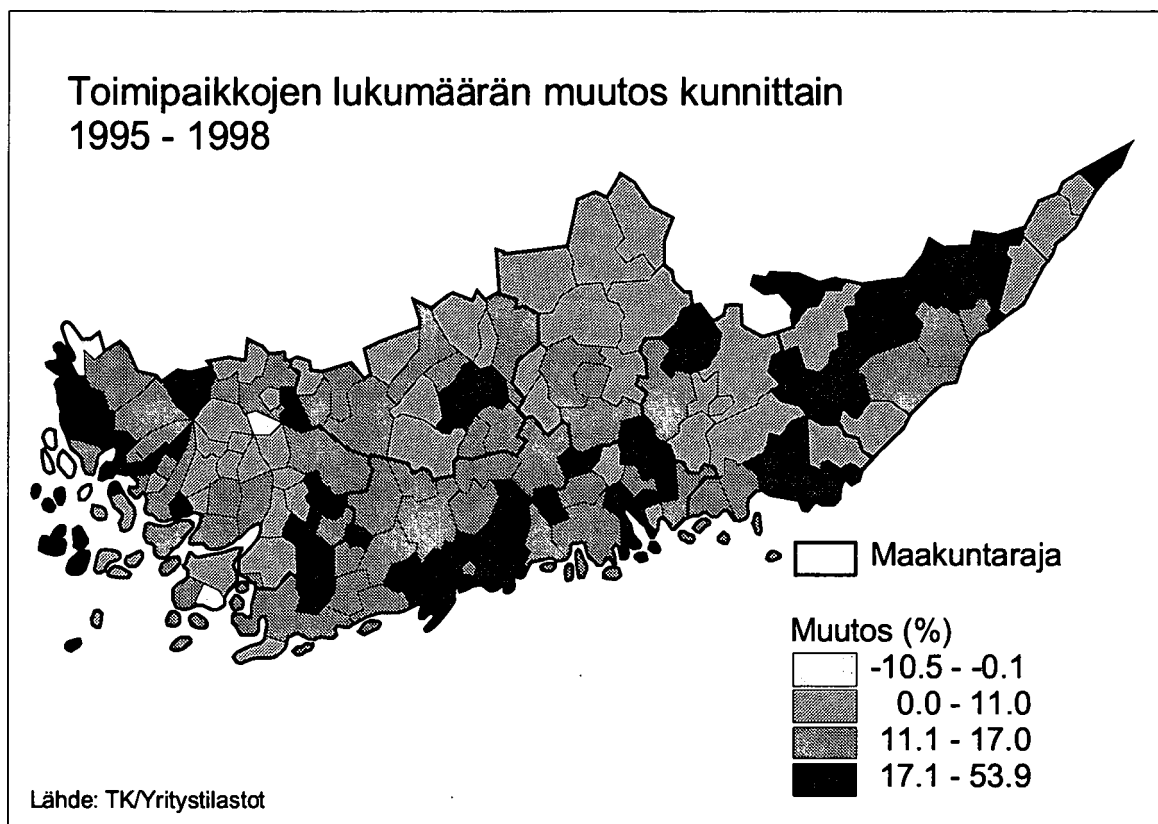 Toimipaikkojen lukumäärän muutos kunnittain
1995 - 1998
Maakuntaraja
Muutos (%)
-10.5 - -0.1
0.0 - 11.0
11.1 - 17.0
17.1 - 53.9
Lähde: TK/Yritystilastot